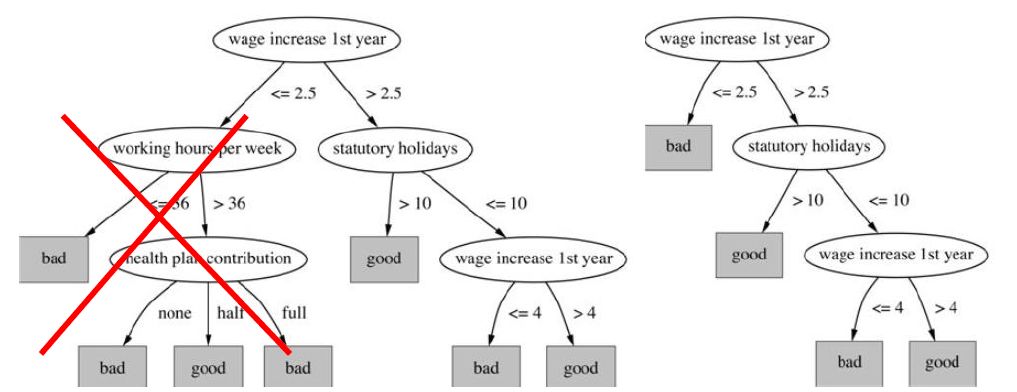 wage increase 1st year
<= 2.5
> 2.5
working hours per week
statutory holidays
<= 36
> 36
> 10
<= 10
bad
health plan contribution
good
wage increase 1st year
none
half
full
<= 4
> 4
bad
good
bad
bad
good
wage increase 1st year
<= 2.5
> 2.5
bad
statutory holidays
> 10
<= 10
good
wage increase 1st year
<= 4
> 4
bad
good